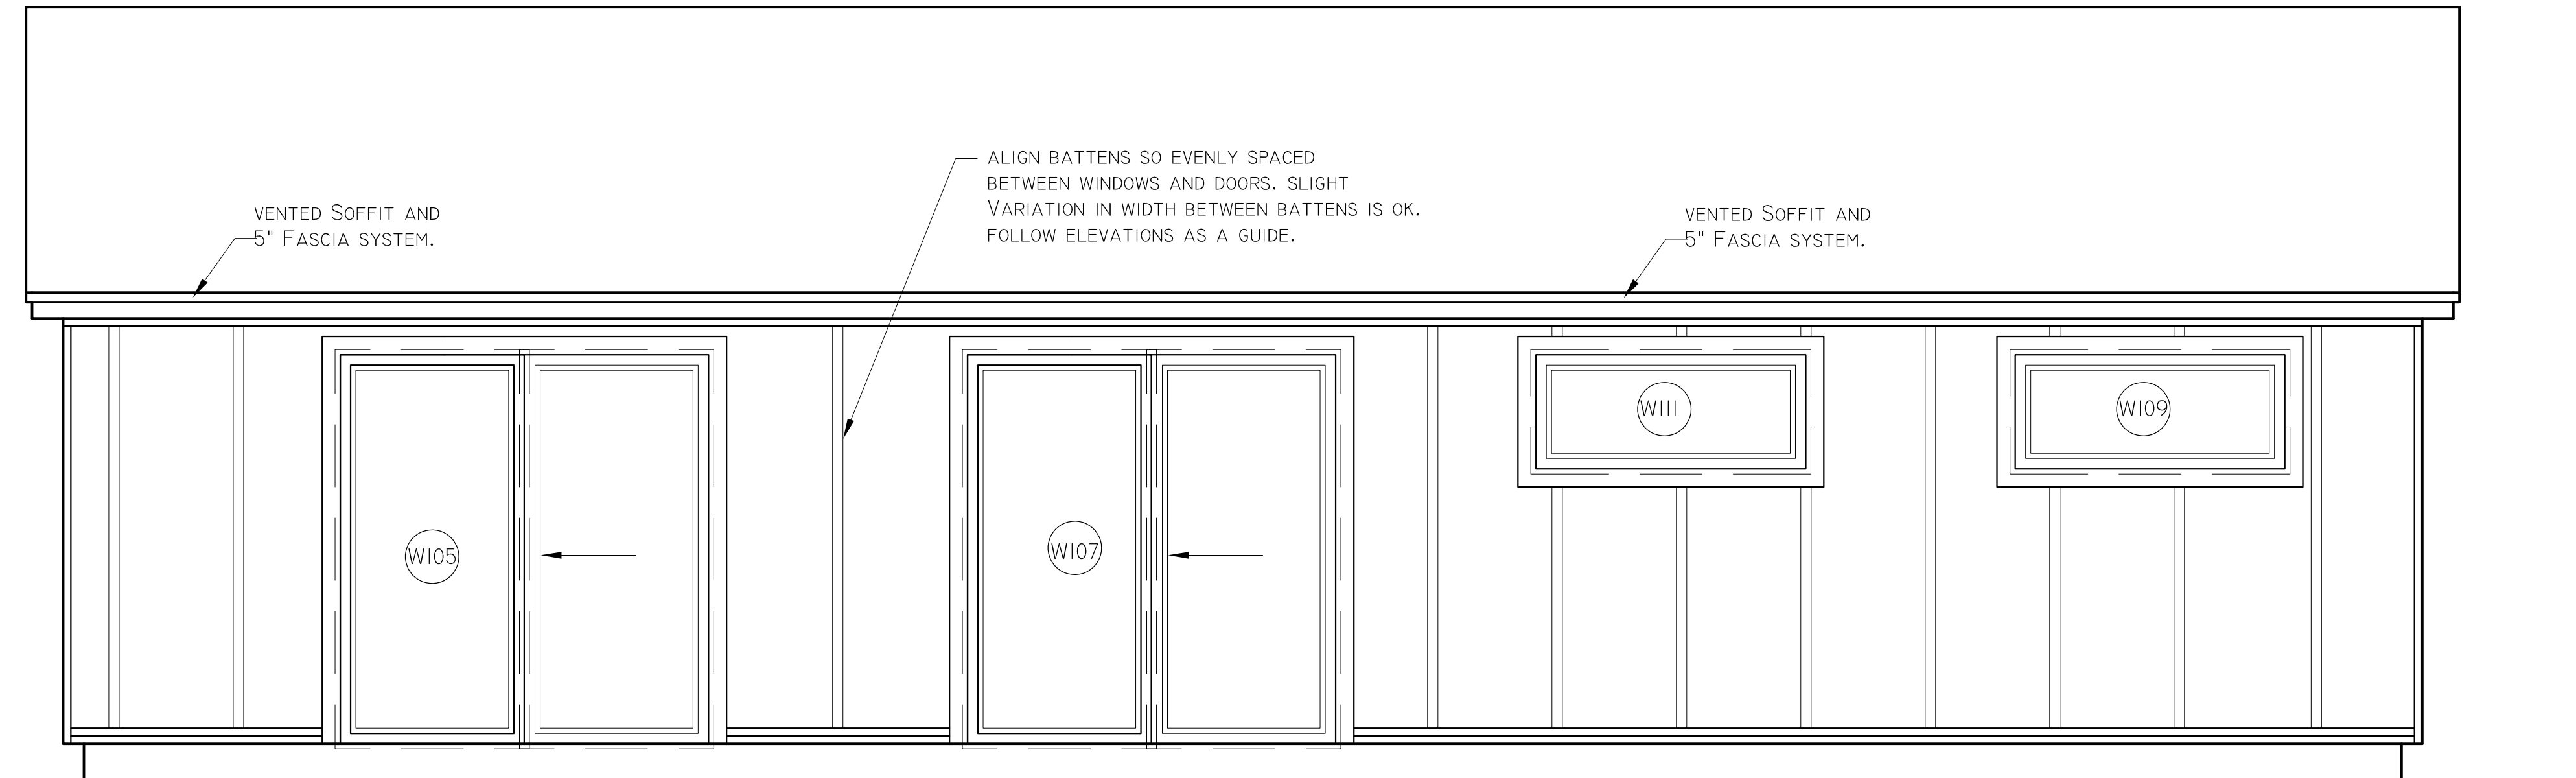 ALIGN BATTENS SO EVENLY SPACED
BETWEEN WINDOWS AND DOORS. SLIGHT
VARIATION IN WIDTH BETWEEN BATTENS IS OK.
FOLLOW ELEVATIONS AS A GUIDE.
VENTED SOFFIT AND
5" FASCIA SYSTEM.
VENTED SOFFIT AND
5" FASCIA SYSTEM.
W105
W107
W111
W109